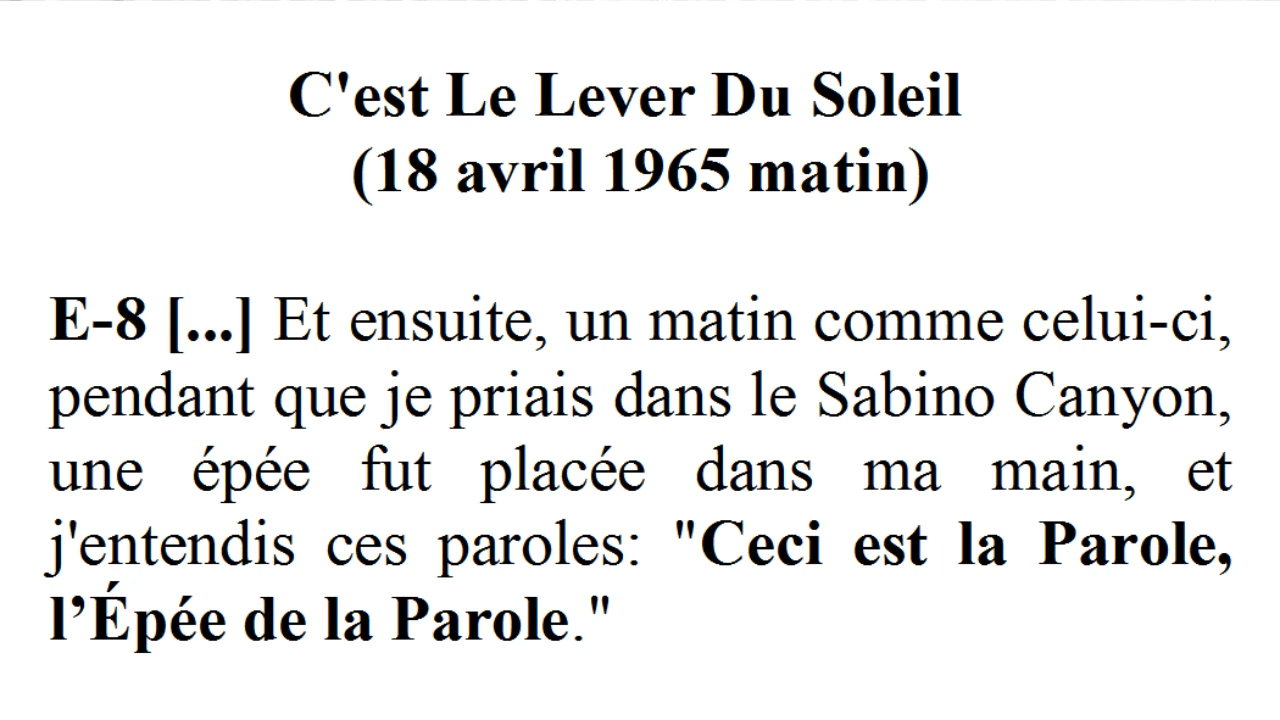 C'est Le Lever Du Soleil
(18 avril 1965 matin)
E-8 [...] Et ensuite, un matin comme celui-ci,
pendant que je priais dans le Sabino Canyon,
une épée fut placée dans ma main, et
j'entendis ces paroles: "Ceci est la Parole,
l’Épée de la Parole."